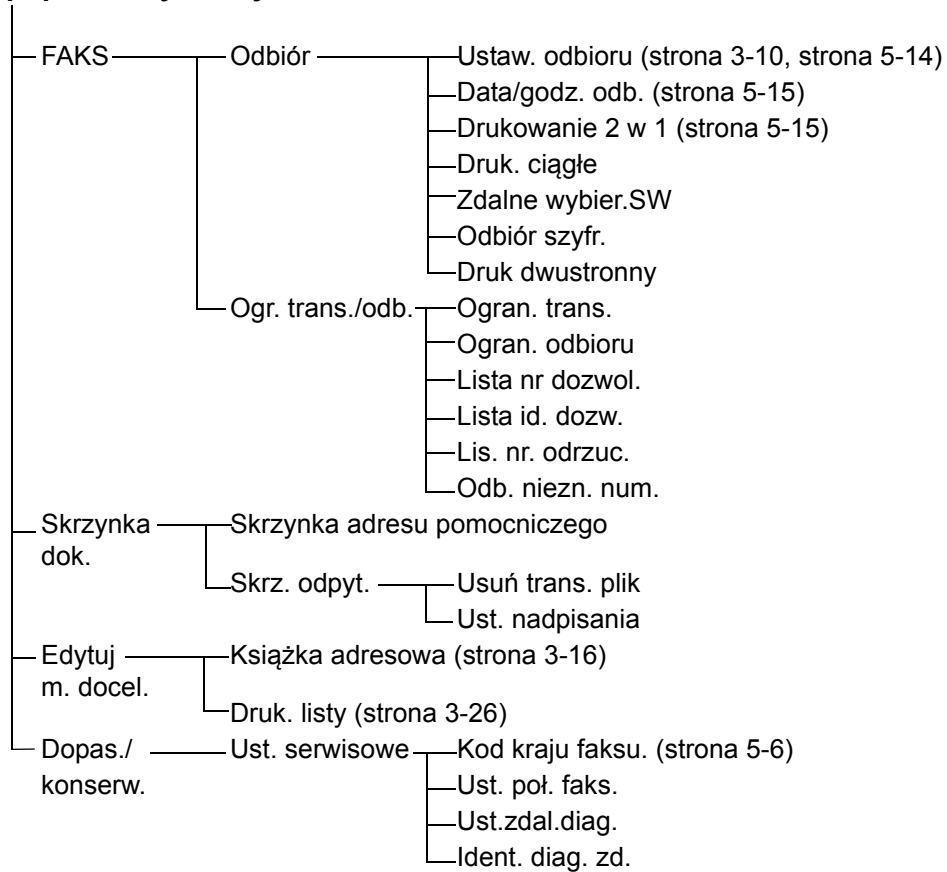 FAKS Odbiór Ustaw. odbioru (strona 3-10, strona 5-14)
Data/godz. odb. (strona 5-15)
Drukowanie 2 w 1 (strona 5-15)
Druk. ciągłe
Zdalne wybier.SW
Odbiór szyfr.
Druk dwustronny
Ogr. trans./odb. Ogran. trans.
Ogran. odbioru
Lista nr dozwol.
Lista id. dozw.
Lis. nr. odrzuc.
Odb. niezn. num.
Skrzynka Skrzynka adresu pomocniczego
dok.
Skrz. odpyt. Usuń trans. plik
Ust. nadpisania
Edytuj Książka adresowa (strona 3-16)
m. docel.
Druk. listy (strona 3-26)
Dopas./ Ust. serwisowe Kod kraju faksu. (strona 5-6)
konserw. Ust. poł. faks.
Ust.zdal.diag.
Ident. diag. zd.